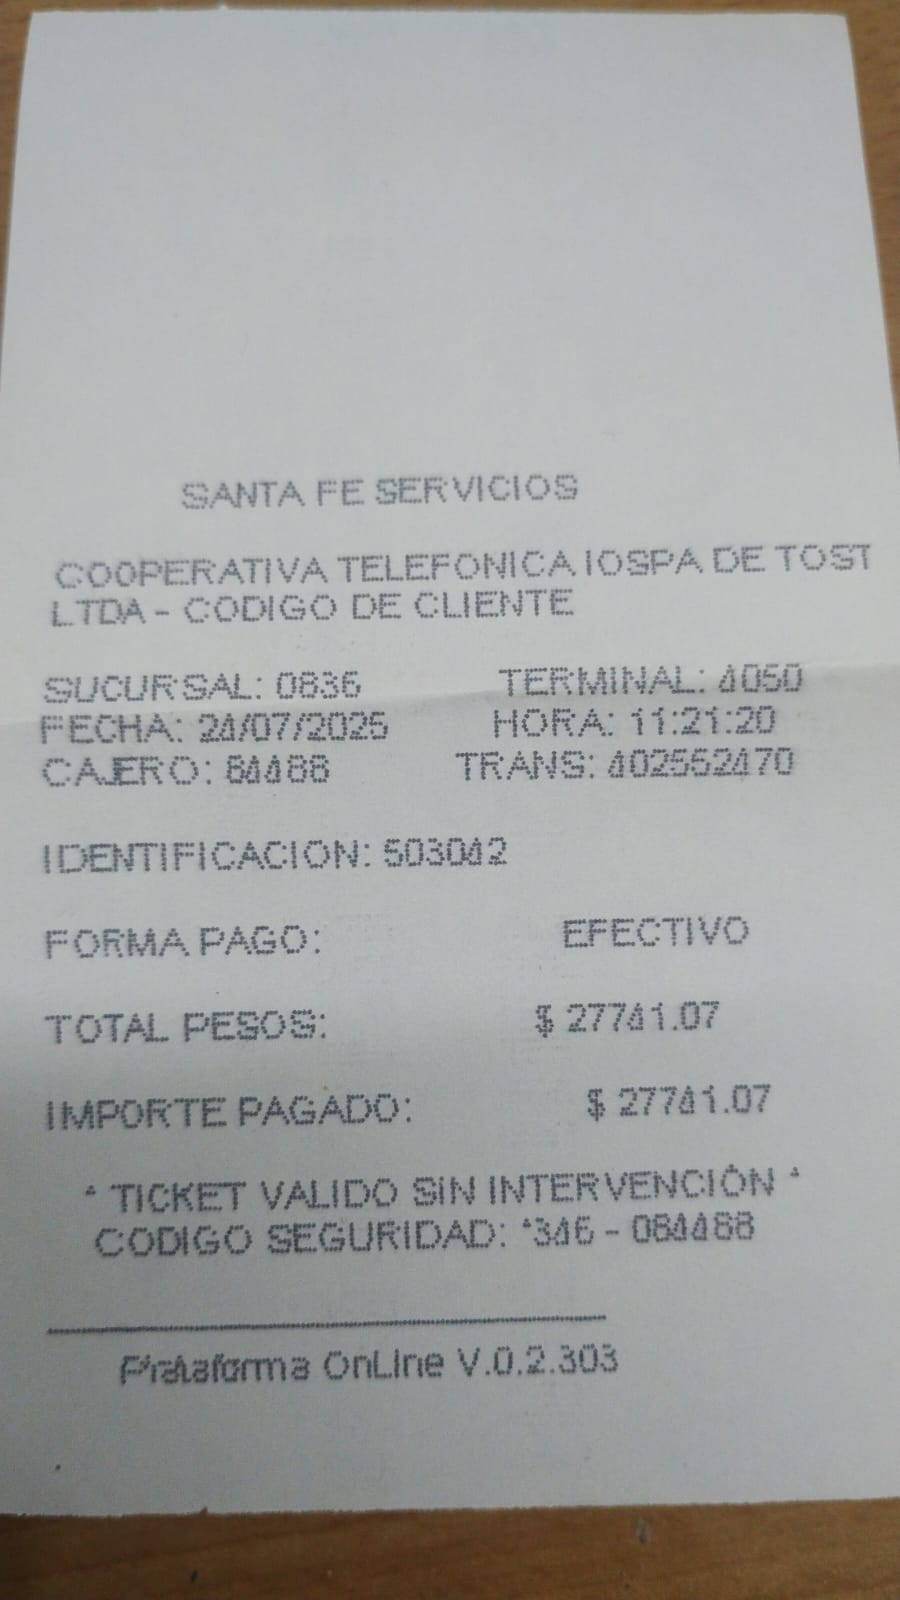 SANTA FE SERVICIOS
COOPERATIVA TELEFONICA IOSPA DE TOST
LTDA - CODIGO DE CLIENTE
SUCURSAL: 0836 TERMINAL: 4050
FECHA: 24/07/2025 HORA: 11:21:20
CAJERO: 84488 TRANS: 402552470
IDENTIFICACION: 503042
FORMA PAGO: EFECTIVO
TOTAL PESOS: $ 27741.07
IMPORTE PAGADO: $ 27741.07
* TICKET VALIDO SIN INTERVENCIÓN *
CODIGO SEGURIDAD: *346 - 084488
Plataforma OnLine V.0.2.303